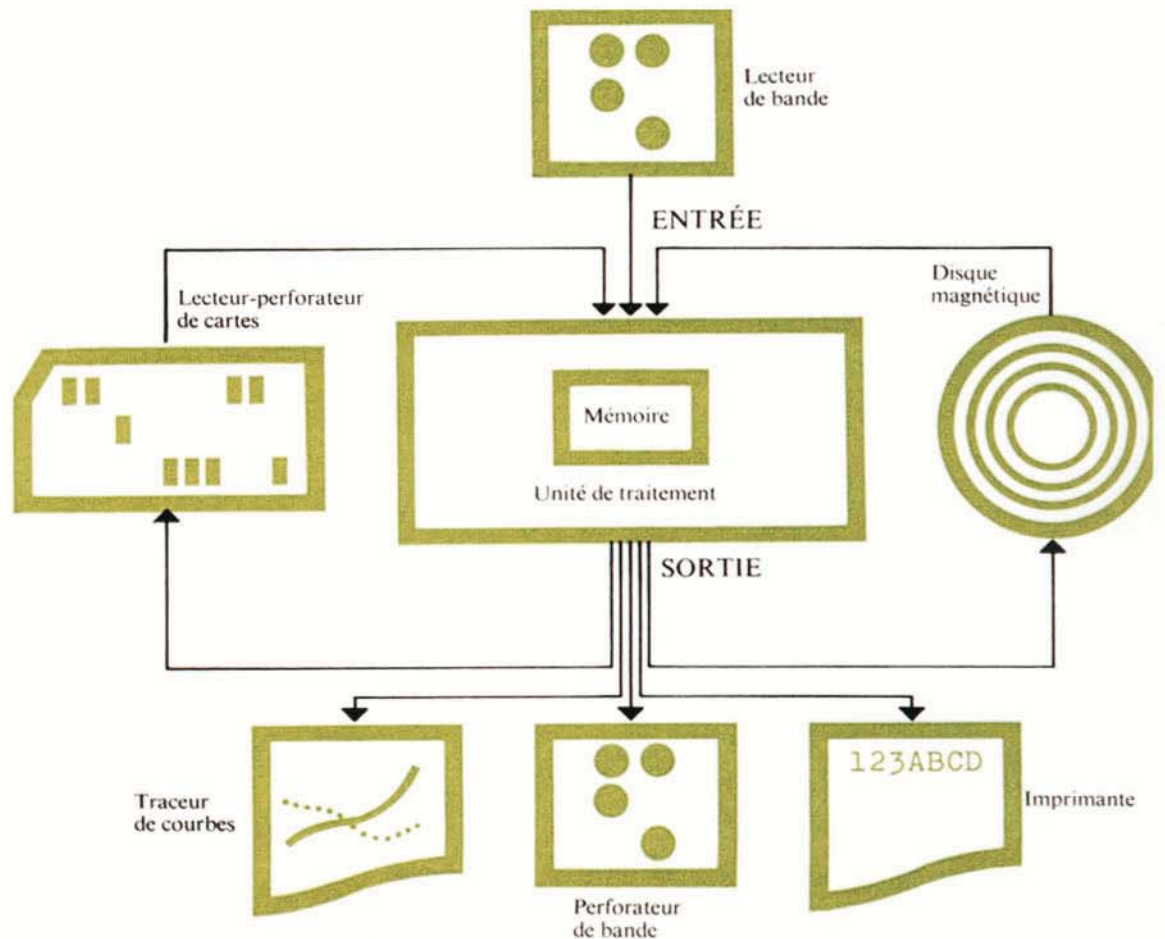 Lecteur
de bande
ENTRÉE
Lecteur-perforateur
de cartes
Disque
magnétique
Mémoire
Unité de traitement
SORTIE
Traceur
de courbes
123ABCD
Imprimante
Perforateur
de bande